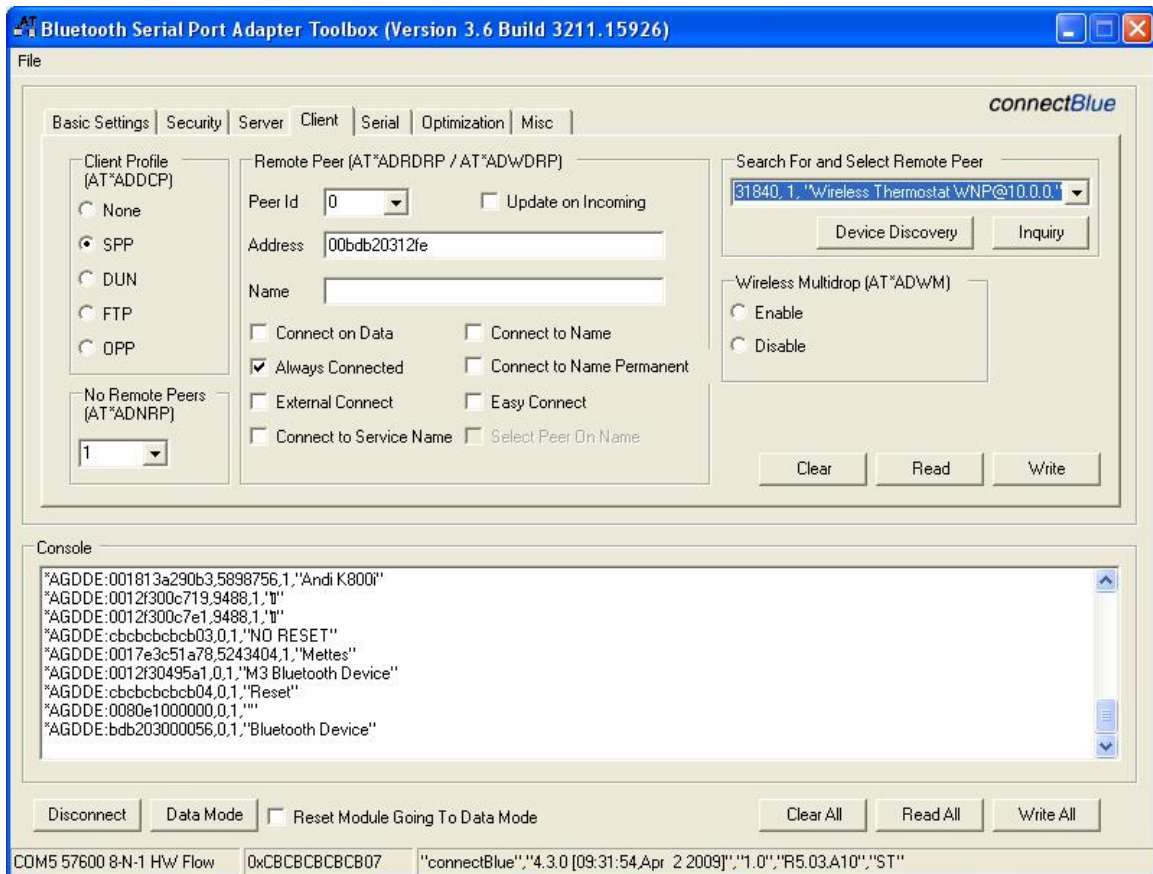 Bluetooth Serial Port Adapter Toolbox (Version 3.6 Build 3211.15926)
File
connectBlue
Basic Settings Security Server Client Serial Optimization Misc
Client Profile
(AT*ADDCP)
None
SPP
DUN
FTP
OPP
No Remote Peers
(AT*ADNRP)
1
Remote Peer (AT*ADRDRP / AT*ADWDRP)
Peer Id 0 Update on Incoming
Address 00bdb20312fe
Name
Connect on Data Connect to Name
Always Connected Connect to Name Permanent
External Connect Easy Connect
Connect to Service Name Select Peer On Name
Search For and Select Remote Peer
31840, 1, "Wireless Thermostat WNP@10.0.0."
Device Discovery Inquiry
Wireless Multidrop (AT*ADWM)
Enable
Disable
Clear Read Write
Console
*AGDDE:001813a290b3,5898756,1,"Andi K800i"
*AGDDE:0012f300c719,9488,1,
*AGDDE:0012f300c7e1,9488,1,
*AGDDE:cbcbcbcbcb03,0,1,"NO RESET"
*AGDDE:0017e3c51a78,5243404,1,"Mettes"
*AGDDE:0012f30495a1,0,1,"M3 Bluetooth Device"
*AGDDE:cbcbcbcbcb04,0,1,"Reset"
*AGDDE:0080e1000000,0,1,""
*AGDDE:bdb203000056,0,1,"Bluetooth Device"
Disconnect Data Mode Reset Module Going To Data Mode Clear All Read All Write All
COM5 57600 8-N-1 HW Flow 0xCBCBCBCBCB07 "connectBlue","4.3.0 [09:31:54,Apr 2 2009]","1.0","R5.03.A10","ST"